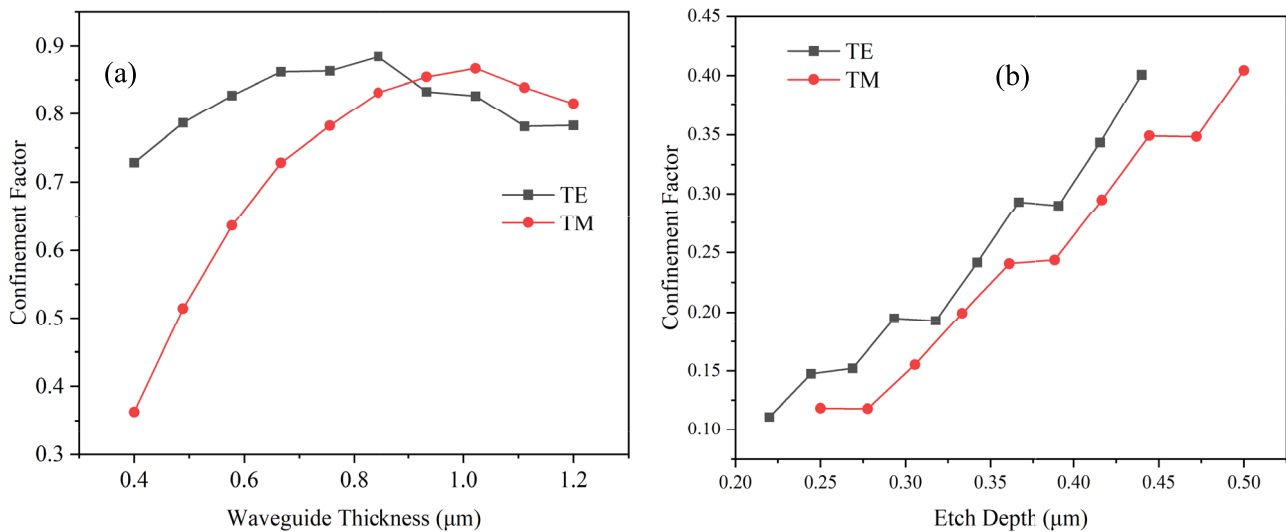 (a)
Confinement Factor
0.9
0.8
0.7
0.6
0.5
0.4
0.3
TE
TM
0.4
0.6
0.8
1.0
1.2
Waveguide Thickness (μm)
(b)
Confinement Factor
0.45
0.40
0.35
0.30
0.25
0.20
0.15
0.10
TE
TM
0.20
0.25
0.30
0.35
0.40
0.45
0.50
Etch Depth (μm)